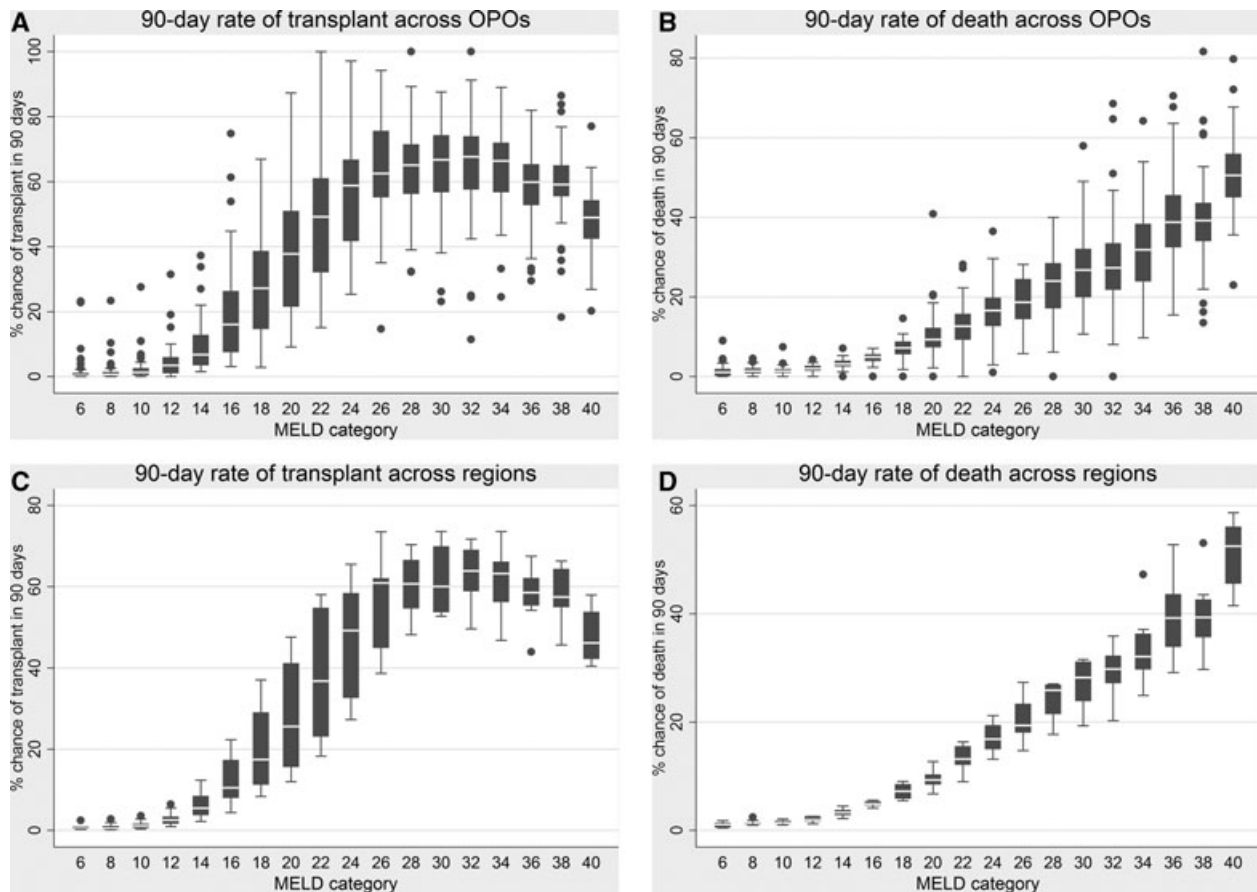 A 90-day rate of transplant across OPOs
% chance of transplant in 90 days
100
80
60
40
20
0
6 8 10 12 14 16 18 20 22 24 26 28 30 32 34 36 38 40
MELD category
B 90-day rate of death across OPOs
% chance of death in 90 days
80
60
40
20
0
6 8 10 12 14 16 18 20 22 24 26 28 30 32 34 36 38 40
MELD category
C 90-day rate of transplant across regions
% chance of transplant in 90 days
80
60
40
20
0
6 8 10 12 14 16 18 20 22 24 26 28 30 32 34 36 38 40
MELD category
D 90-day rate of death across regions
% chance of death in 90 days
60
40
20
0
6 8 10 12 14 16 18 20 22 24 26 28 30 32 34 36 38 40
MELD category